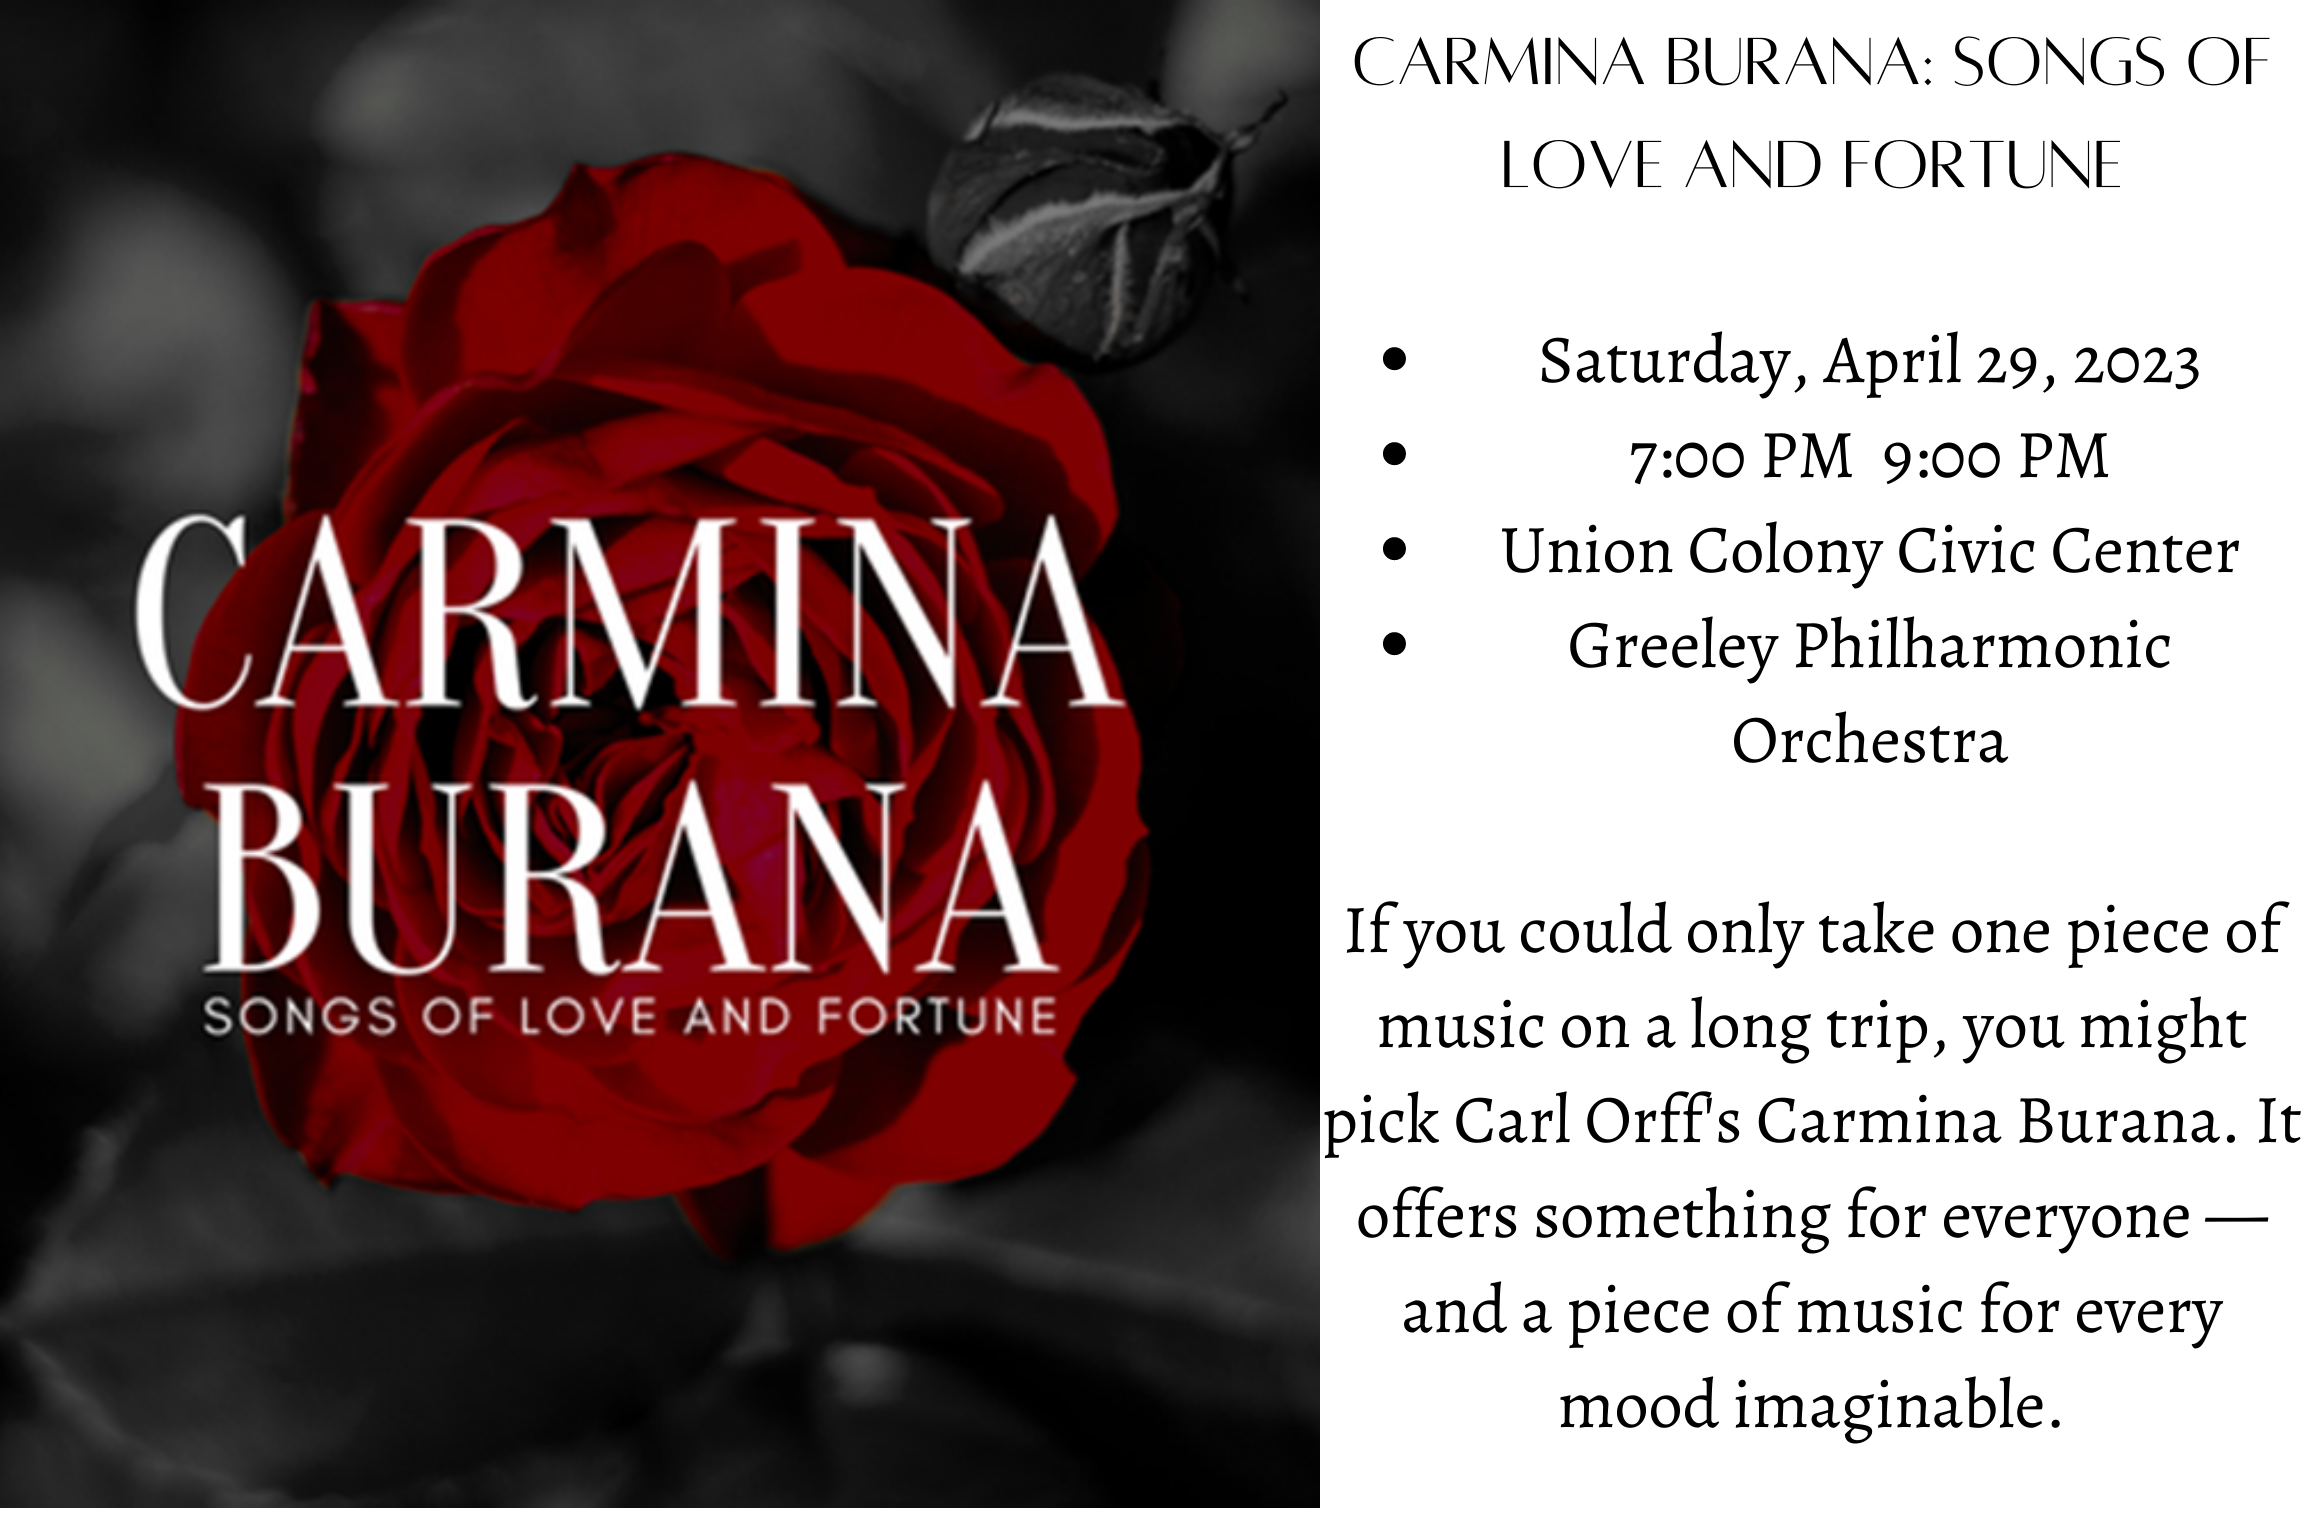 CARMINA
BURANA
SONGS OF LOVE AND FORTUNE
CARMINA BURANA: SONGS OF
LOVE AND FORTUNE
• Saturday, April 29, 2023
• 7:00 PM  9:00 PM
• Union Colony Civic Center
• Greeley Philharmonic
Orchestra
If you could only take one piece of
music on a long trip, you might
pick Carl Orff's Carmina Burana. It
offers something for everyone —
and a piece of music for every
mood imaginable.